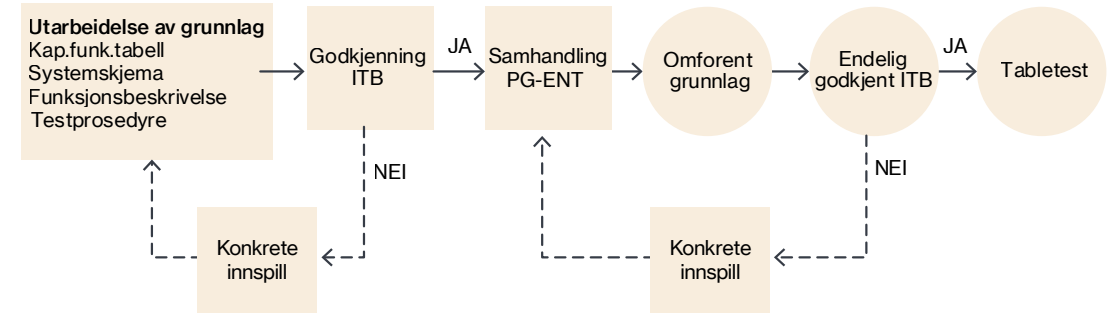 Utarbeidelse av grunnlag
Kap.funk.tabell
Systemskjema
Funksjonsbeskrivelse
Testprosedyre
Godkjenning
ITB
JA
Samhandling
PG-ENT
Omforent
grunnlag
Endelig
godkjent ITB
JA
Tabletest
NEI
NEI
Konkrete
innspill
Konkrete
innspill